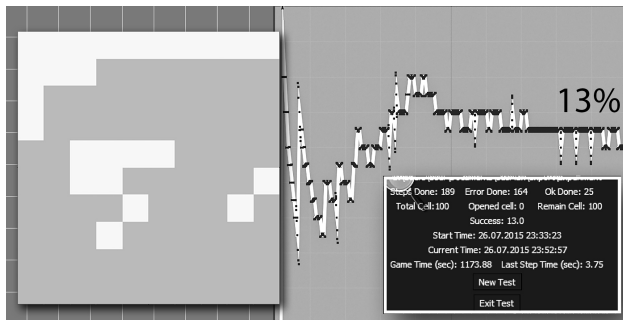 13%
Steps Done: 189 Error Done: 164 Ok Done: 25
Total Cell:100 Opened cell: 0 Remain Cell: 100
Success: 13.0
Start Time: 26.07.2015 23:33:23
Current Time: 26.07.2015 23:52:57
Game Time (sec): 1173.88 Last Step Time (sec): 3.75
New Test
Exit Test